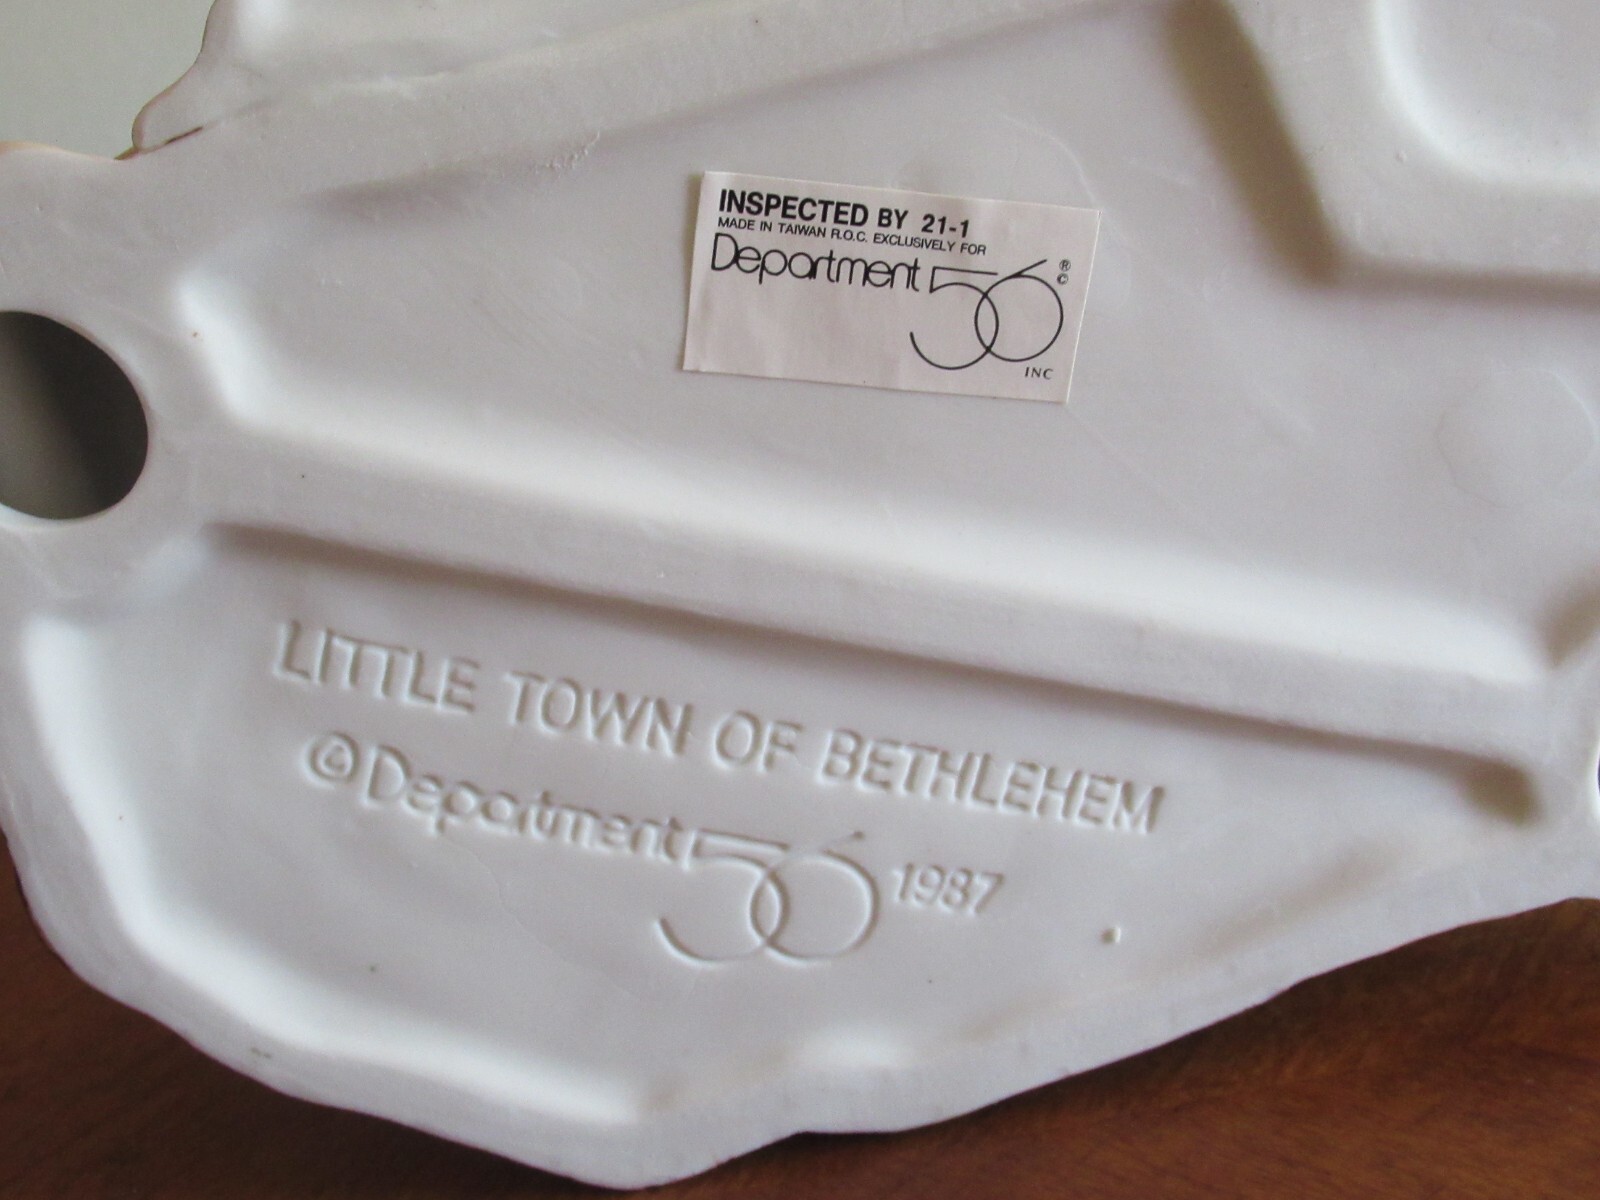 INSPECTED BY 21-1
MADE IN TAIWAN R.O.C. EXCLUSIVELY FOR
Department 56 ® ©
INC
LITTLE TOWN OF BETHLEHEM
© Department 56 1987